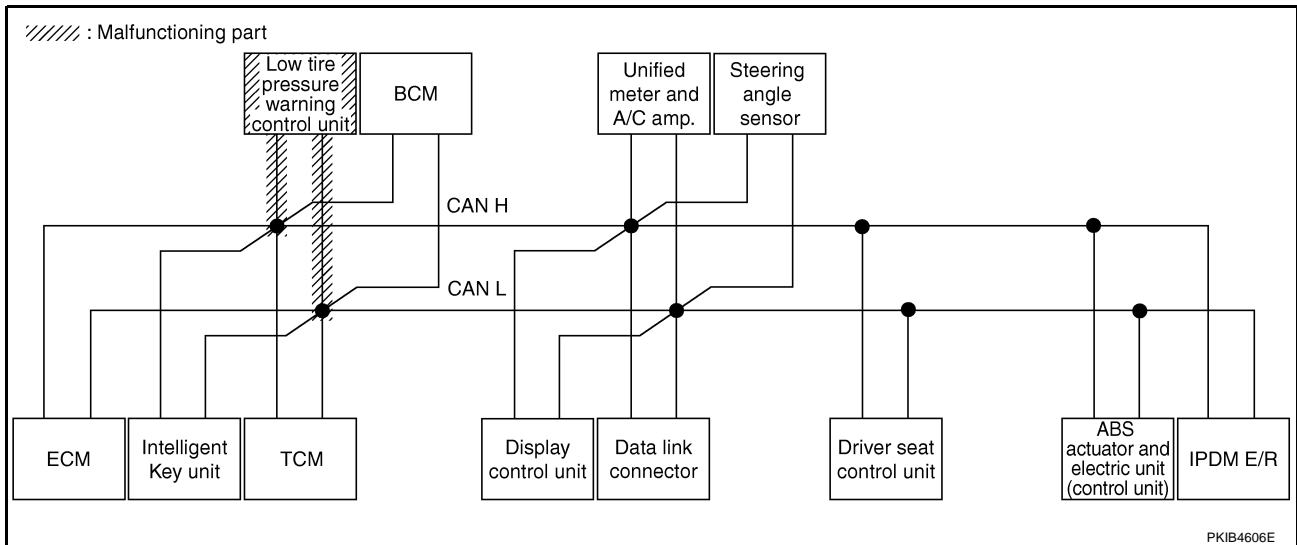 : Malfunctioning part
Low tire
pressure
warning
control unit
BCM
Unified
meter and
A/C amp.
Steering
angle
sensor
CAN H
CAN L
ECM
Intelligent
Key unit
TCM
Display
control unit
Data link
connector
Driver seat
control unit
ABS
actuator and
electric unit
(control unit)
IPDM E/R
PKIB4606E